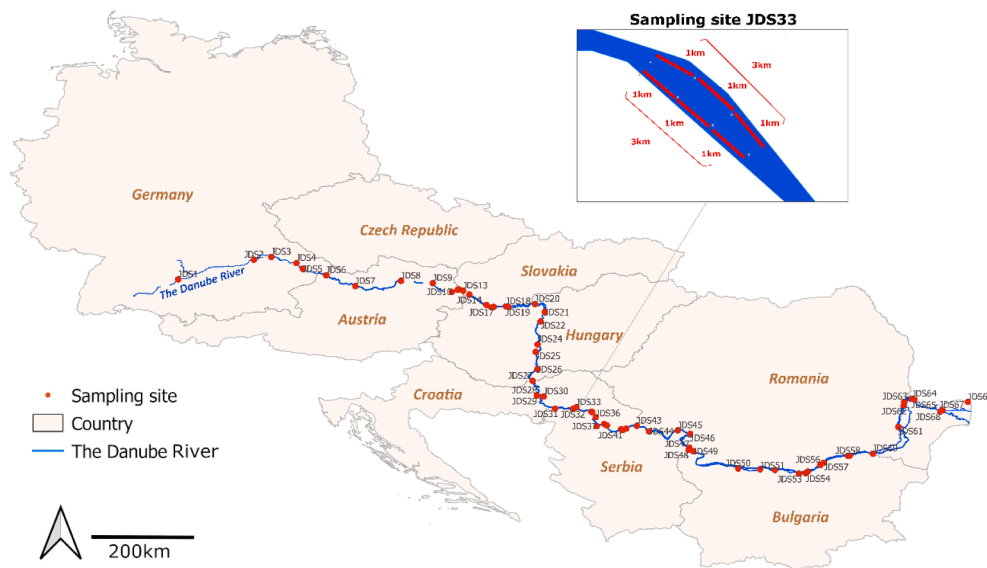 Sampling site JDS33
1km
3km
1km
1km
1km
1km
3km
1km
Germany
Czech Republic
Slovakia
Austria
Hungary
Croatia
Romania
Serbia
Bulgaria
The Danube River
JDS1
JDS2
JDS3
JDS4
JDS5
JDS6
JDS7
JDS8
JDS9
JDS10
JDS13
JDS14
JDS17
JDS18
JDS19
JDS20
JDS21
JDS22
JDS24
JDS25
JDS26
JDS28
JDS29
JDS30
JDS31
JDS32
JDS33
JDS36
JDS41
JDS43
JDS44
JDS45
JDS46
JDS48
JDS49
JDS50
JDS51
JDS53
JDS54
JDS56
JDS57
JDS59
JDS61
JDS63
JDS64
JDS65
JDS67
JDS68
JDS6
Sampling site
Country
The Danube River
200km